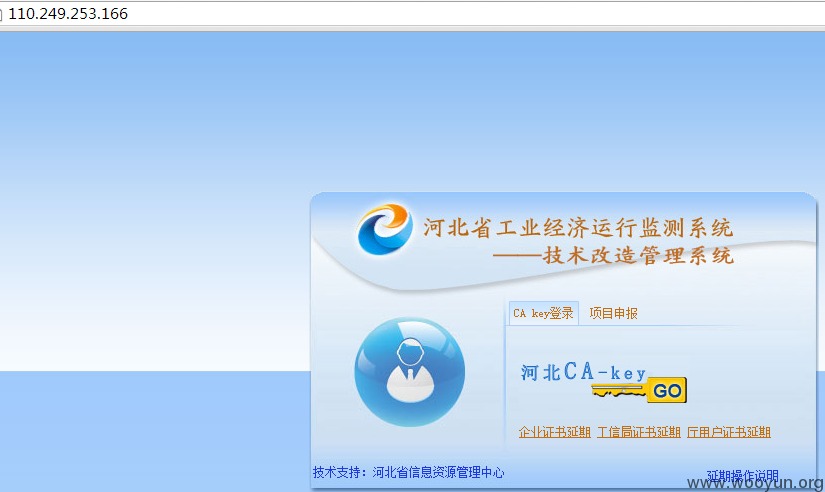 110.249.253.166
河北省工业经济运行监测系统
——技术改造管理系统
CA key登录 项目申报
河北CA-key
GO
企业证书延期 工信局证书延期 厅用户证书延期
技术支持：河北省信息资源管理中心 延期操作说明
www.wooyun.org